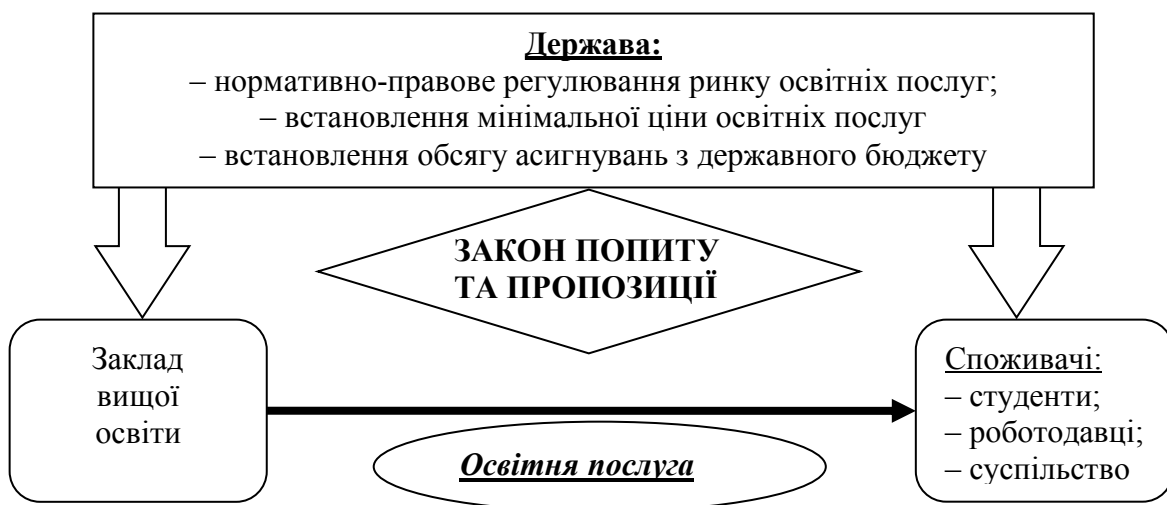 Держава:
– нормативно-правове регулювання ринку освітніх послуг;
– встановлення мінімальної ціни освітніх послуг
– встановлення обсягу асигнувань з державного бюджету
ЗАКОН ПОПИТУ
ТА ПРОПОЗИЦІЇ
Заклад
вищої
освіти
Споживачі:
– студенти;
– роботодавці;
– суспільство
Освітня послуга